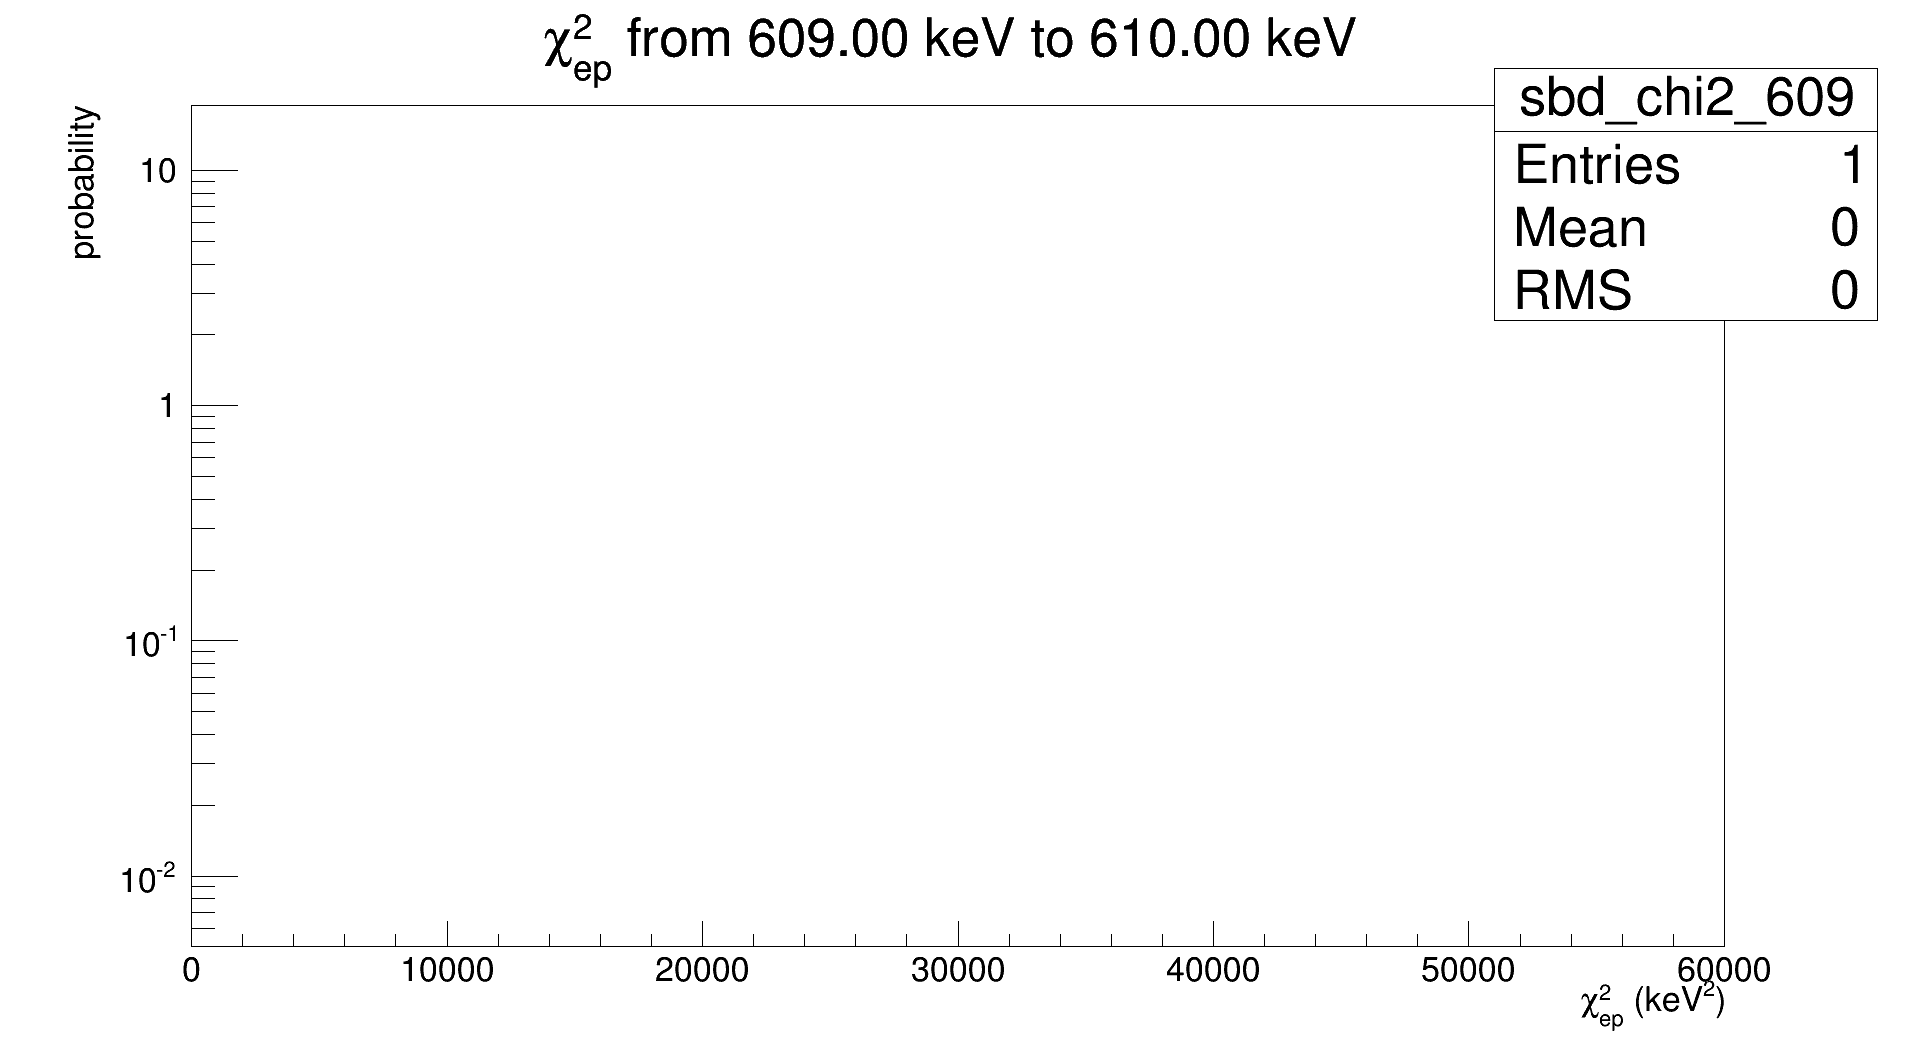 χ²ep from 609.00 keV to 610.00 keV
sbd_chi2_609
Entries 1
Mean 0
RMS 0
probability
10
1
10⁻¹
10⁻²
0 10000 20000 30000 40000 50000 60000
χ²ep (keV²)